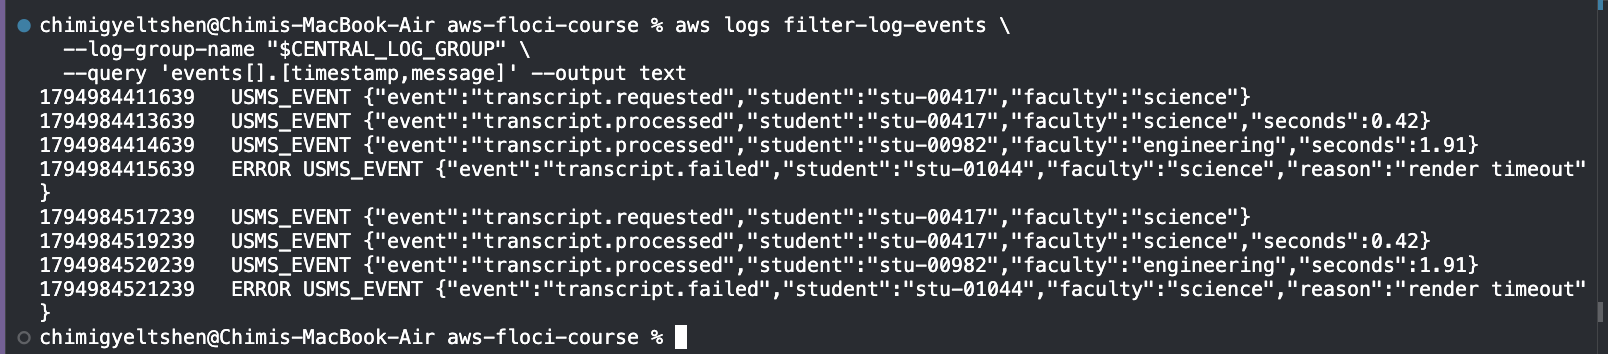 chimigyeltshen@Chimis-MacBook-Air aws-floci-course % aws logs filter-log-events \
  --log-group-name "$CENTRAL_LOG_GROUP" \
  --query 'events[].[timestamp,message]' --output text
1794984411639   USMS_EVENT {"event":"transcript.requested","student":"stu-00417","faculty":"science"}
1794984413639   USMS_EVENT {"event":"transcript.processed","student":"stu-00417","faculty":"science","seconds":0.42}
1794984414639   USMS_EVENT {"event":"transcript.processed","student":"stu-00982","faculty":"engineering","seconds":1.91}
1794984415639   ERROR USMS_EVENT {"event":"transcript.failed","student":"stu-01044","faculty":"science","reason":"render timeout"
}
1794984517239   USMS_EVENT {"event":"transcript.requested","student":"stu-00417","faculty":"science"}
1794984519239   USMS_EVENT {"event":"transcript.processed","student":"stu-00417","faculty":"science","seconds":0.42}
1794984520239   USMS_EVENT {"event":"transcript.processed","student":"stu-00982","faculty":"engineering","seconds":1.91}
1794984521239   ERROR USMS_EVENT {"event":"transcript.failed","student":"stu-01044","faculty":"science","reason":"render timeout"
}
chimigyeltshen@Chimis-MacBook-Air aws-floci-course %